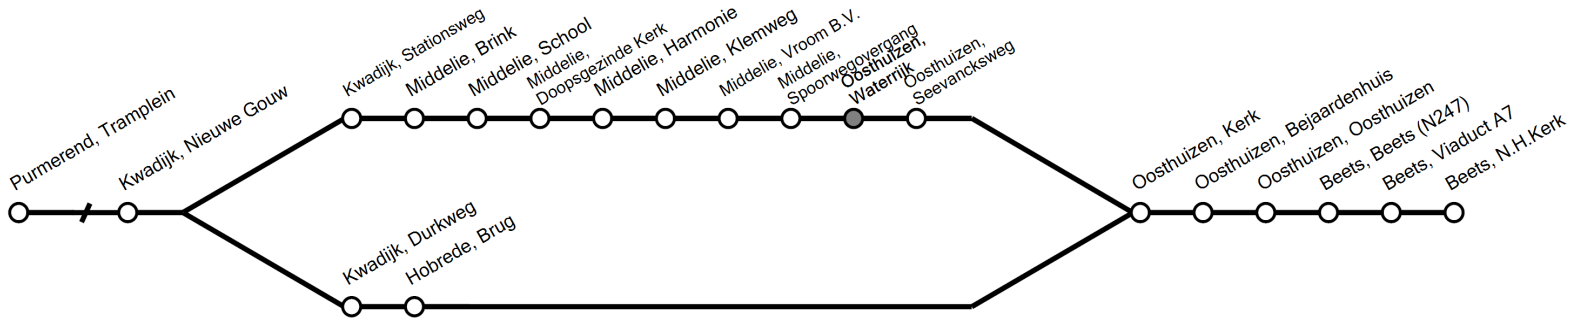 Purmerend, Tramplein
Kwadijk, Nieuwe Gouw
Kwadijk, Stationsweg
Middelie, Brink
Middelie, School
Middelie,
Doopsgezinde Kerk
Middelie, Harmonie
Middelie, Klemweg
Middelie, Vroom B.V.
Middelie,
Spoorwegovergang
Oosthuizen,
Waterrijk
Oosthuizen,
Seevancksweg
Kwadijk, Durkweg
Hobrede, Brug
Oosthuizen, Kerk
Oosthuizen, Bejaardenhuis
Oosthuizen, Oosthuizen
Beets, Beets (N247)
Beets, Viaduct A7
Beets, N.H.Kerk